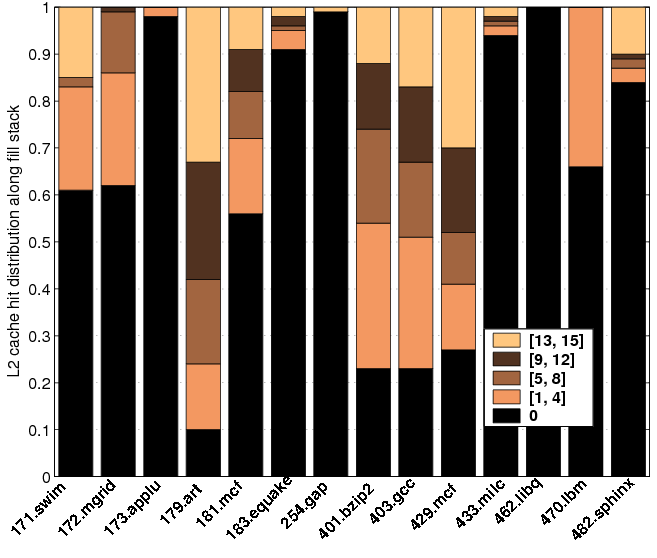 L2 cache hit distribution along fill stack
1
0.9
0.8
0.7
0.6
0.5
0.4
0.3
0.2
0.1
0
[13, 15]
[9, 12]
[5, 8]
[1, 4]
0
171.swim
172.mgrid
173.applu
179.art
181.mcf
183.equake
254.gap
401.bzip2
403.gcc
429.mcf
433.milc
462.libq
470.lbm
482.sphinx